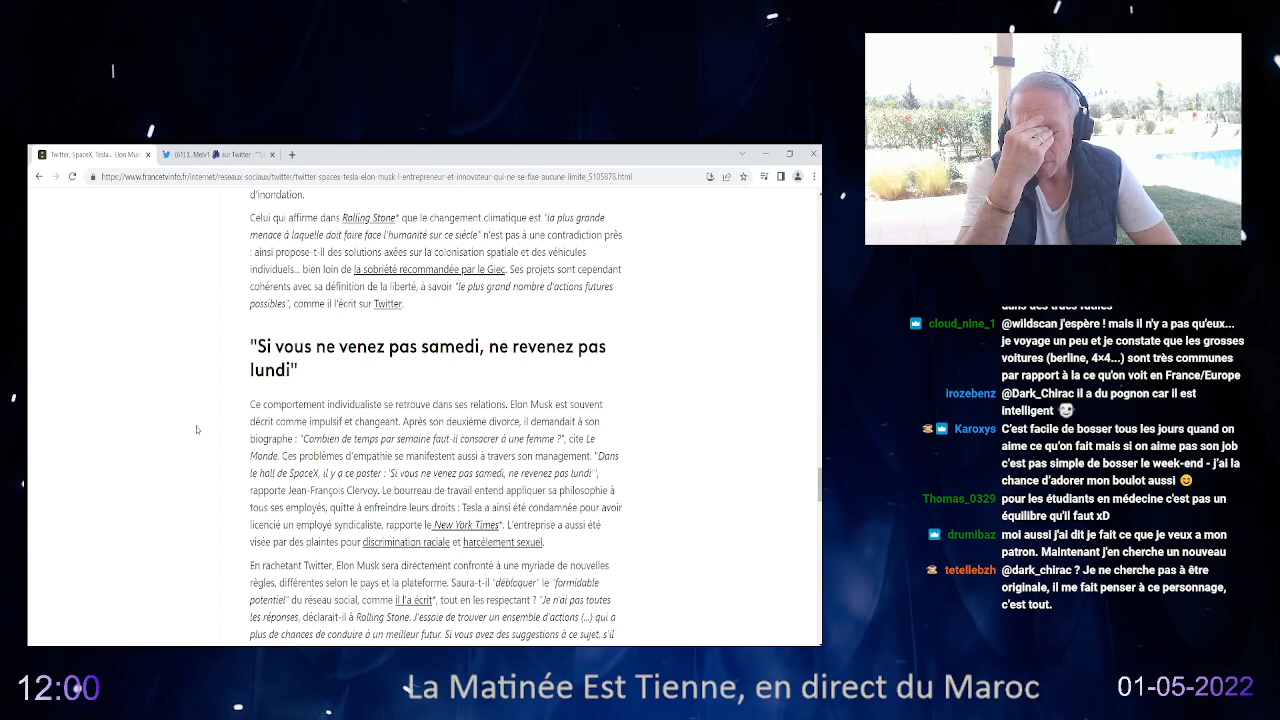 Twitter, SpaceX, Tesla... Elon Mus
(61) Σ. Melv1 sur Twitter : "
https://www.francetvinfo.fr/internet/reseaux-sociaux/twitter/twitter-spacex-tesla-elon-musk-l-entrepreneur-et-innovateur-qui-ne-se-fixe-aucune-limite_5105878.html
d'inondation.
Celui qui affirme dans Rolling Stone* que le changement climatique est "la plus grande
menace à laquelle doit faire face l'humanité sur ce siècle" n'est pas à une contradiction près
: ainsi propose-t-il des solutions axées sur la colonisation spatiale et des véhicules
individuels... bien loin de la sobriété recommandée par le Giec. Ses projets sont cependant
cohérents avec sa définition de la liberté, à savoir "le plus grand nombre d'actions futures
possibles", comme il l'écrit sur Twitter.
"Si vous ne venez pas samedi, ne revenez pas
lundi"
Ce comportement individualiste se retrouve dans ses relations. Elon Musk est souvent
décrit comme impulsif et changeant. Après son deuxième divorce, il demandait à son
biographe : "Combien de temps par semaine faut-il consacrer à une femme ?", cite Le
Monde. Ces problèmes d'empathie se manifestent aussi à travers son management. "Dans
le hall de SpaceX, il y a ce poster : 'Si vous ne venez pas samedi, ne revenez pas lundi'",
rapporte Jean-François Clervoy. Le bourreau de travail entend appliquer sa philosophie à
tous ses employés, quitte à enfreindre leurs droits : Tesla a ainsi été condamnée pour avoir
licencié un employé syndicaliste, rapporte le New York Times*. L'entreprise a aussi été
visée par des plaintes pour discrimination raciale et harcèlement sexuel.
En rachetant Twitter, Elon Musk sera directement confronté à une myriade de nouvelles
règles, différentes selon le pays et la plateforme. Saura-t-il "débloquer" le "formidable
potentiel" du réseau social, comme il l'a écrit*, tout en les respectant ? "Je n'ai pas toutes
les réponses, déclarait-il à Rolling Stone. J'essaie de trouver un ensemble d'actions (...) qui a
plus de chances de conduire à un meilleur futur. Si vous avez des suggestions à ce sujet, s'il
dans des trucs futiles
cloud_nine_1 @wildscan j'espère ! mais il n'y a pas qu'eux...
je voyage un peu et je constate que les grosses
voitures (berline, 4×4...) sont très communes
par rapport à la ce qu'on voit en France/Europe
irozebenz @Dark_Chirac il a du pognon car il est
intelligent
Karoxys C'est facile de bosser tous les jours quand on
aime ce qu'on fait mais si on aime pas son job
c'est pas simple de bosser le week-end - j'ai la
chance d'adorer mon boulot aussi 😊
Thomas_0329 pour les étudiants en médecine c'est pas un
équilibre qu'il faut xD
drumibaz moi aussi j'ai dit je fait ce que je veux a mon
patron. Maintenant j'en cherche un nouveau
tetellebzh @dark_chirac ? Je ne cherche pas à être
originale, il me fait penser à ce personnage,
c'est tout.
12:00
La Matinée Est Tienne, en direct du Maroc
01-05-2022